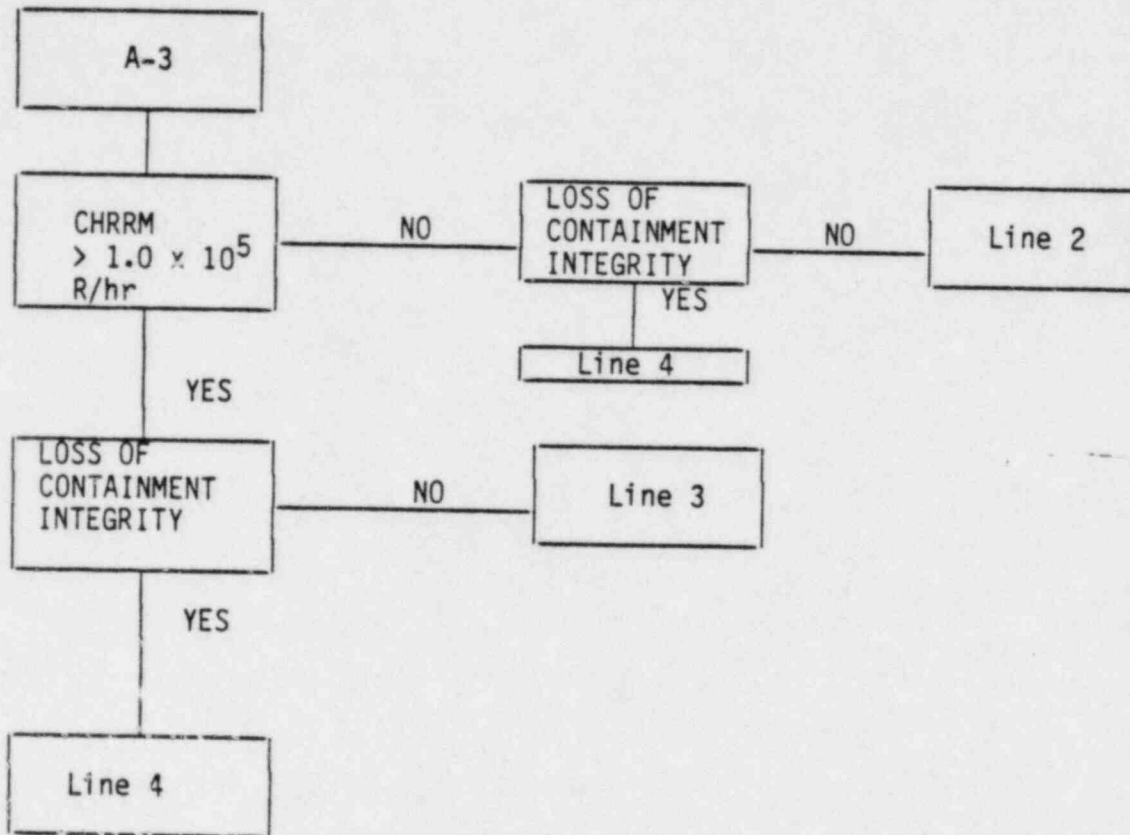 A-3
CHRRM
> 1.0 x 10⁵
R/hr
NO
LOSS OF
CONTAINMENT
INTEGRITY
NO
Line 2
YES
Line 4
YES
LOSS OF
CONTAINMENT
INTEGRITY
NO
Line 3
YES
Line 4